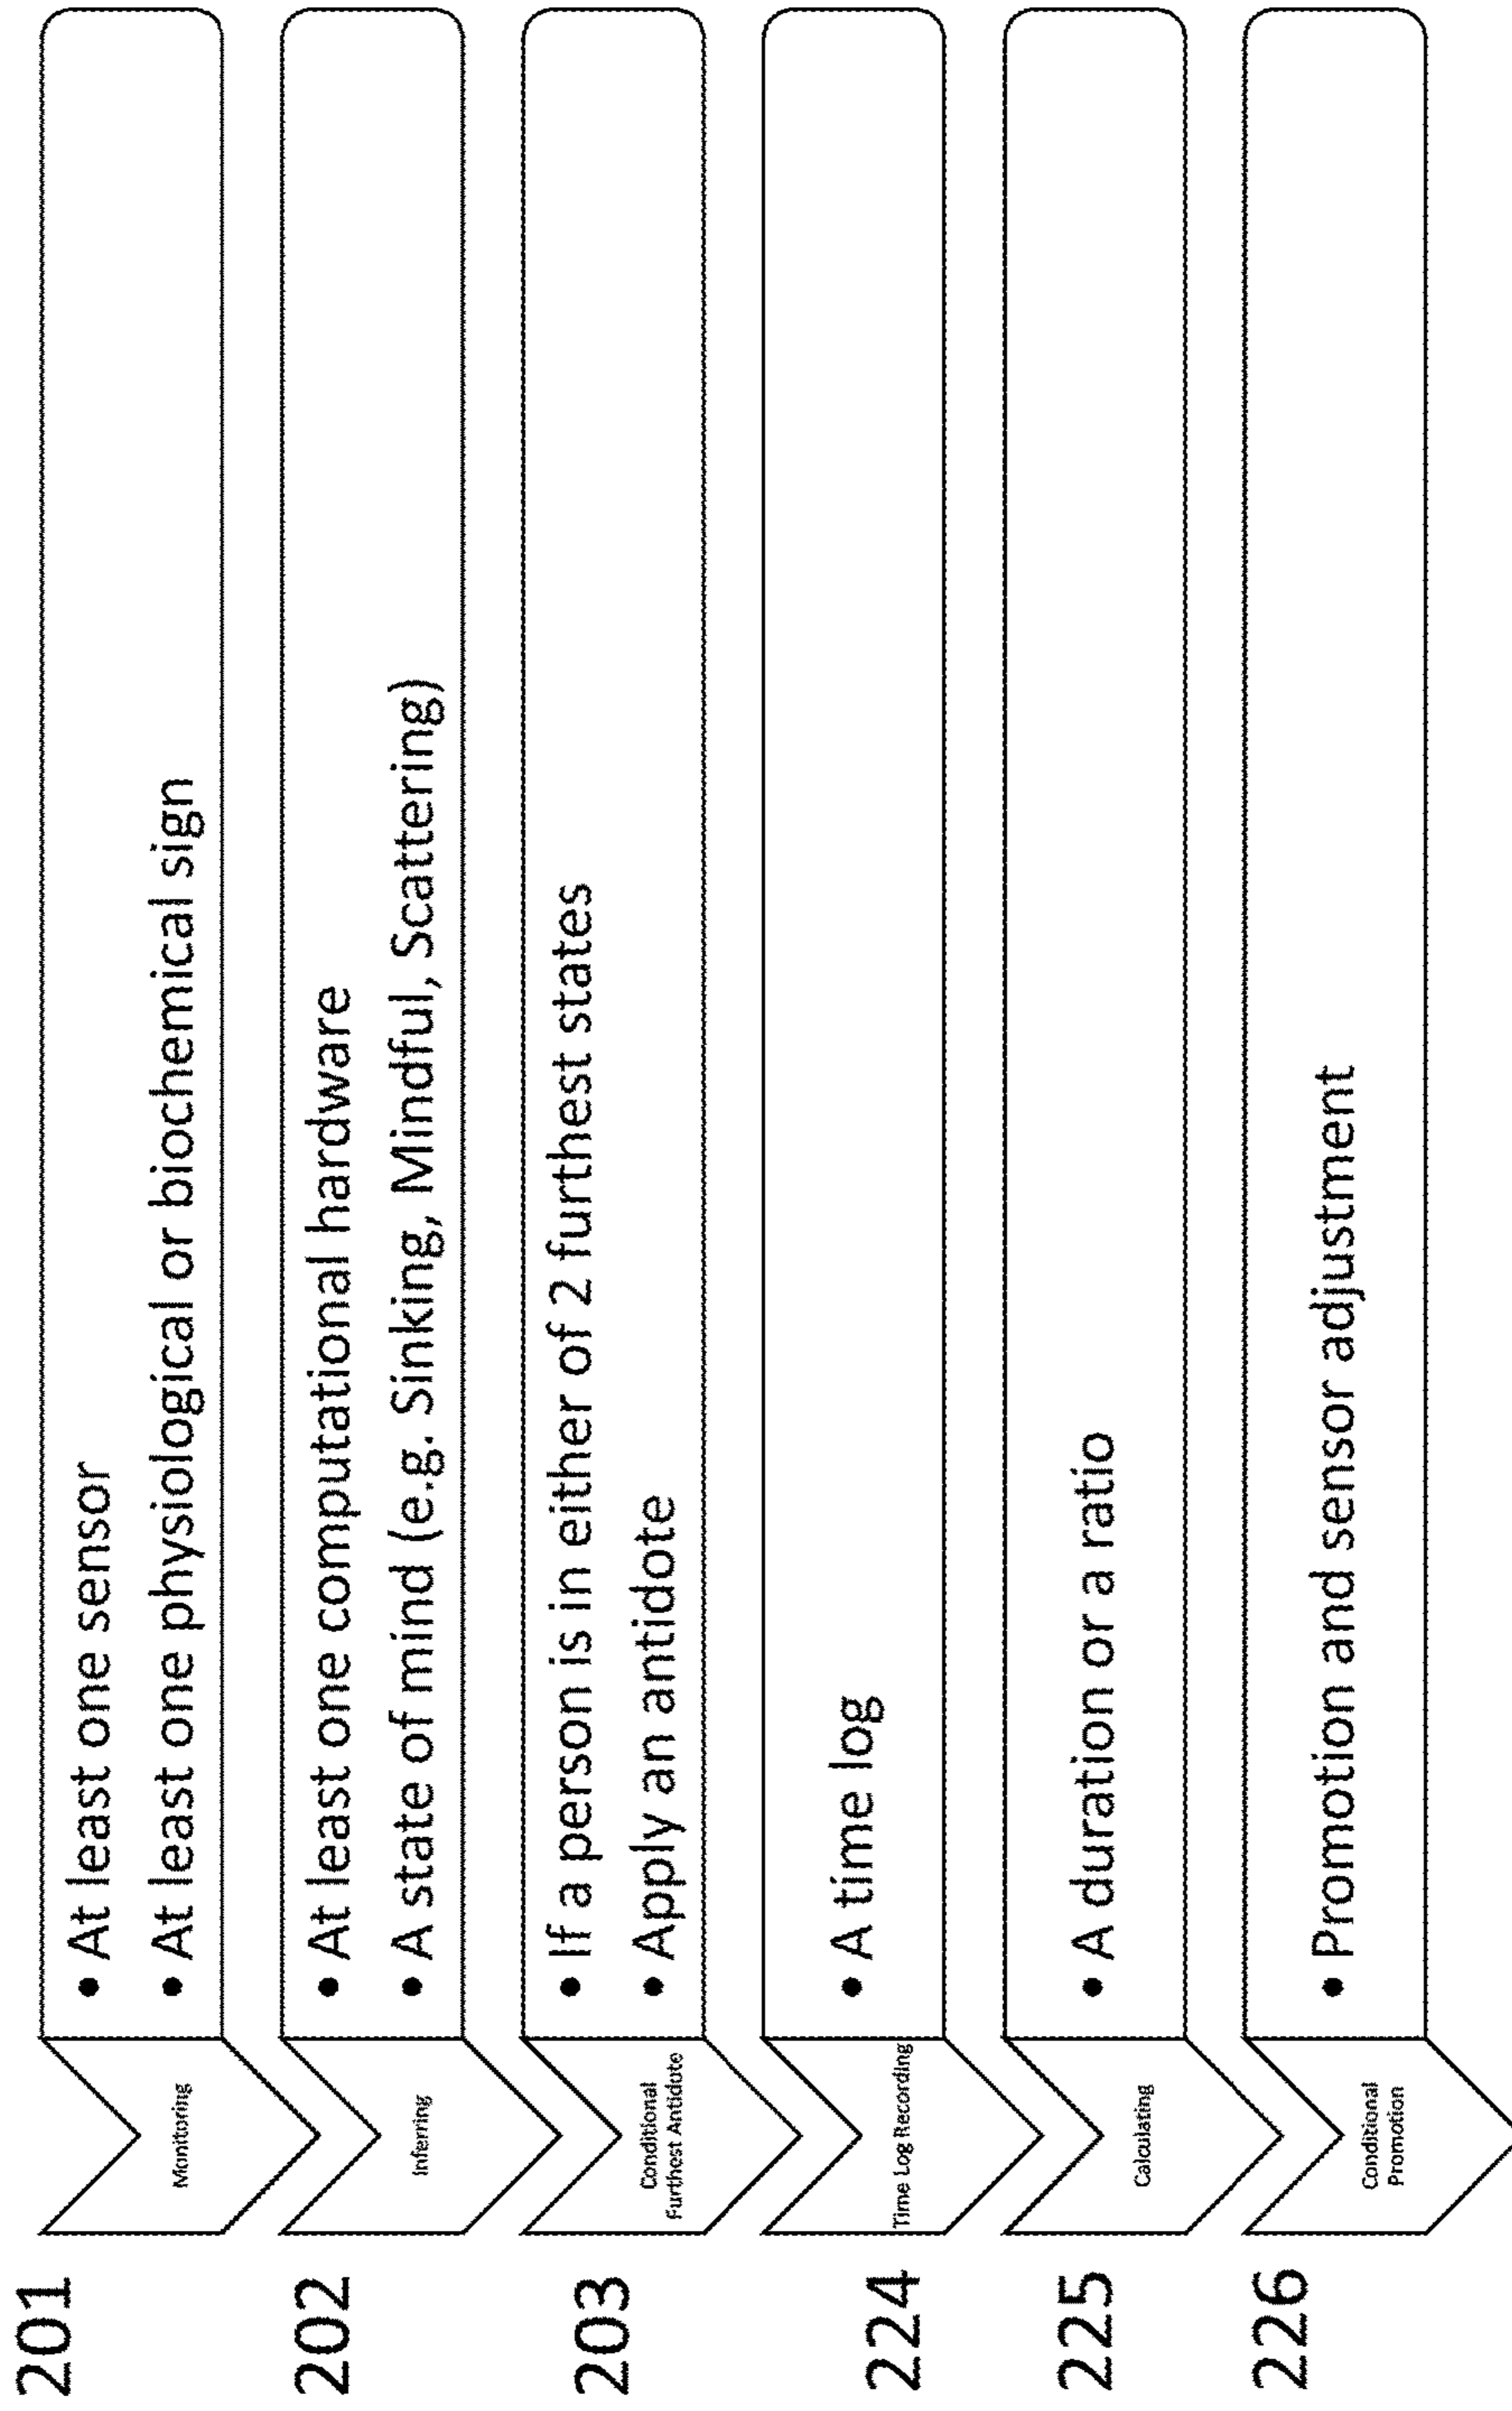 201
Monitoring
• At least one sensor
• At least one physiological or biochemical sign
202
Inferring
• At least one computational hardware
• A state of mind (e.g. Sinking, Mindful, Scattering)
203
Conditional
Furthest Antidote
• If a person is in either of 2 furthest states
• Apply an antidote
224
Time Log Recording
• A time log
225
Calculating
• A duration or a ratio
226
Conditional
Promotion
• Promotion and sensor adjustment